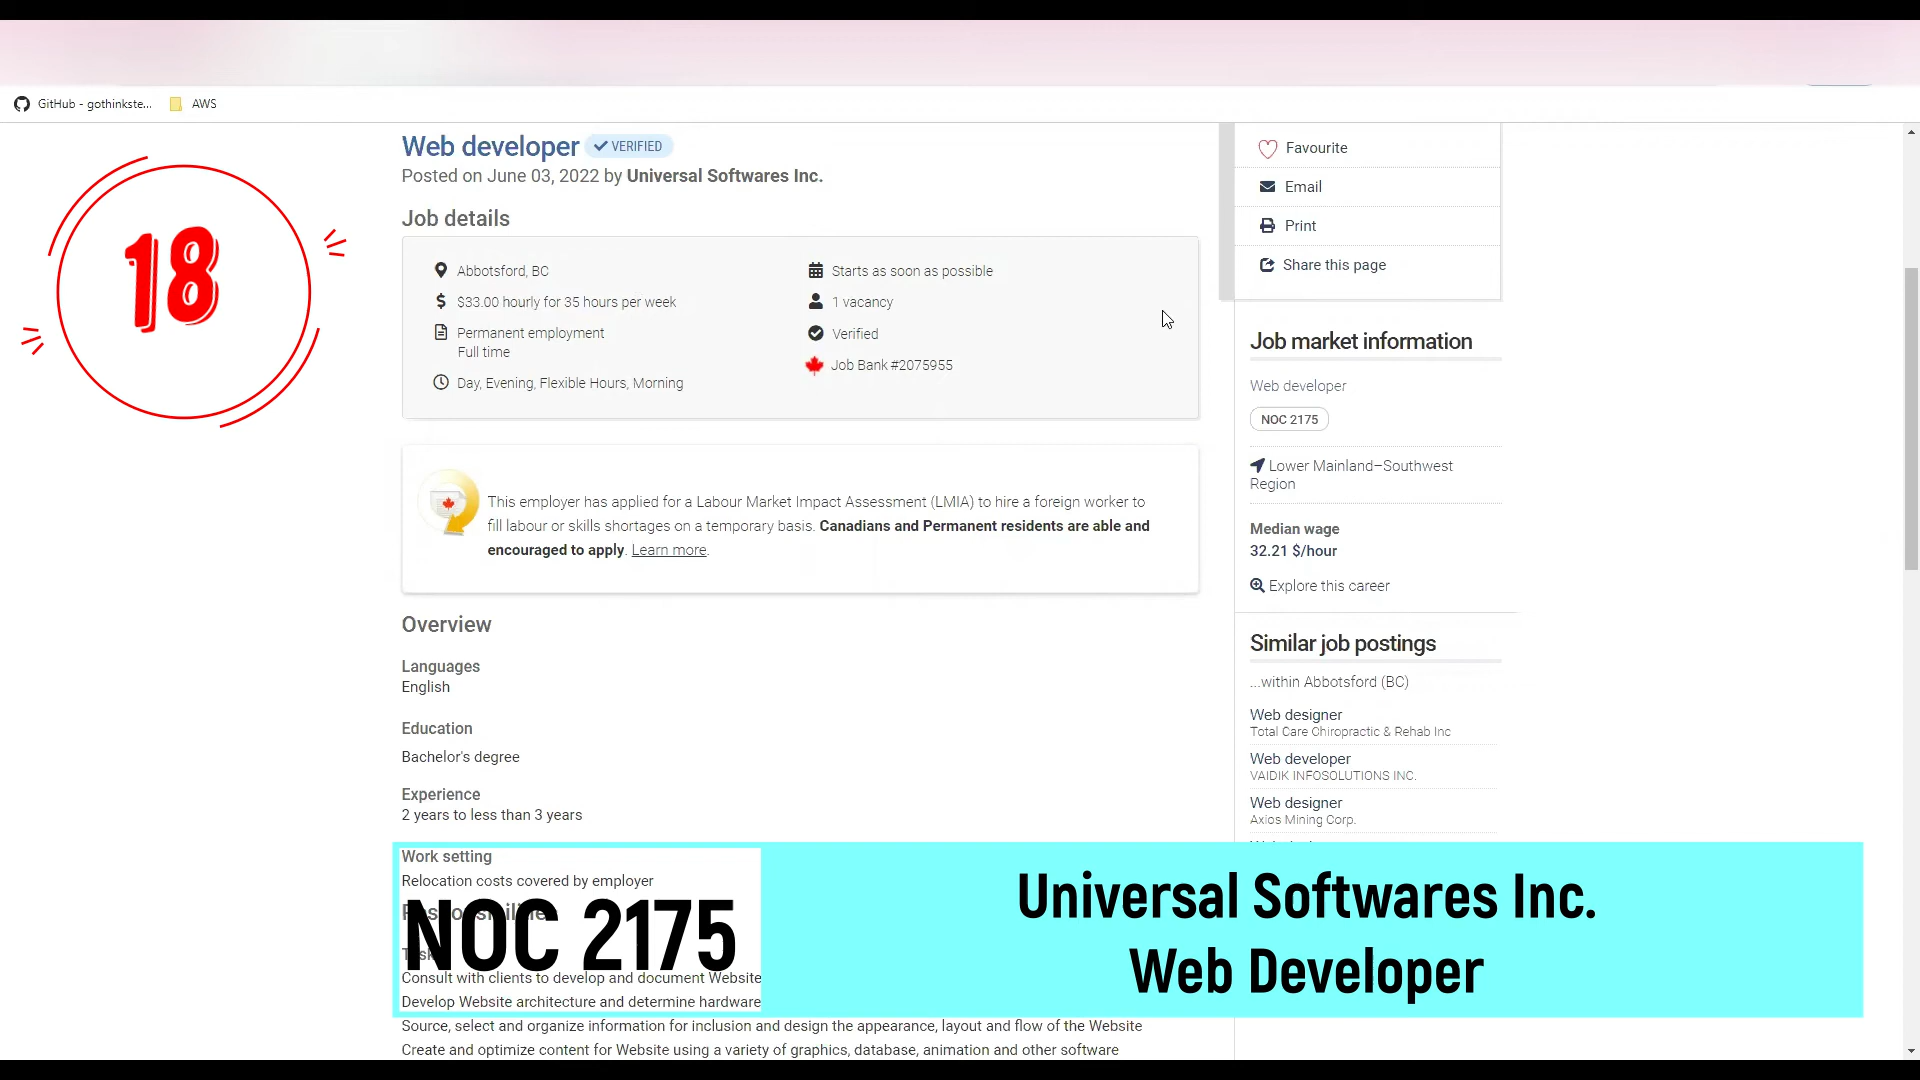 GitHub - gothinkste...
AWS
18
Web developer
VERIFIED
Posted on June 03, 2022 by Universal Softwares Inc.
Job details
Abbotsford, BC
$33.00 hourly for 35 hours per week
Permanent employment
Full time
Day, Evening, Flexible Hours, Morning
Starts as soon as possible
1 vacancy
Verified
Job Bank #2075955
This employer has applied for a Labour Market Impact Assessment (LMIA) to hire a foreign worker to
fill labour or skills shortages on a temporary basis. Canadians and Permanent residents are able and
encouraged to apply. Learn more.
Overview
Languages
English
Education
Bachelor's degree
Experience
2 years to less than 3 years
Work setting
Relocation costs covered by employer
NOC 2175
Consult with clients to develop and document Website
Develop Website architecture and determine hardware
Source, select and organize information for inclusion and design the appearance, layout and flow of the Website
Create and optimize content for Website using a variety of graphics, database, animation and other software
Favourite
Email
Print
Share this page
Job market information
Web developer
NOC 2175
Lower Mainland–Southwest
Region
Median wage
32.21 $/hour
Explore this career
Similar job postings
...within Abbotsford (BC)
Web designer
Total Care Chiropractic & Rehab Inc
Web developer
VAIDIK INFOSOLUTIONS INC.
Web designer
Axios Mining Corp.
Universal Softwares Inc.
Web Developer